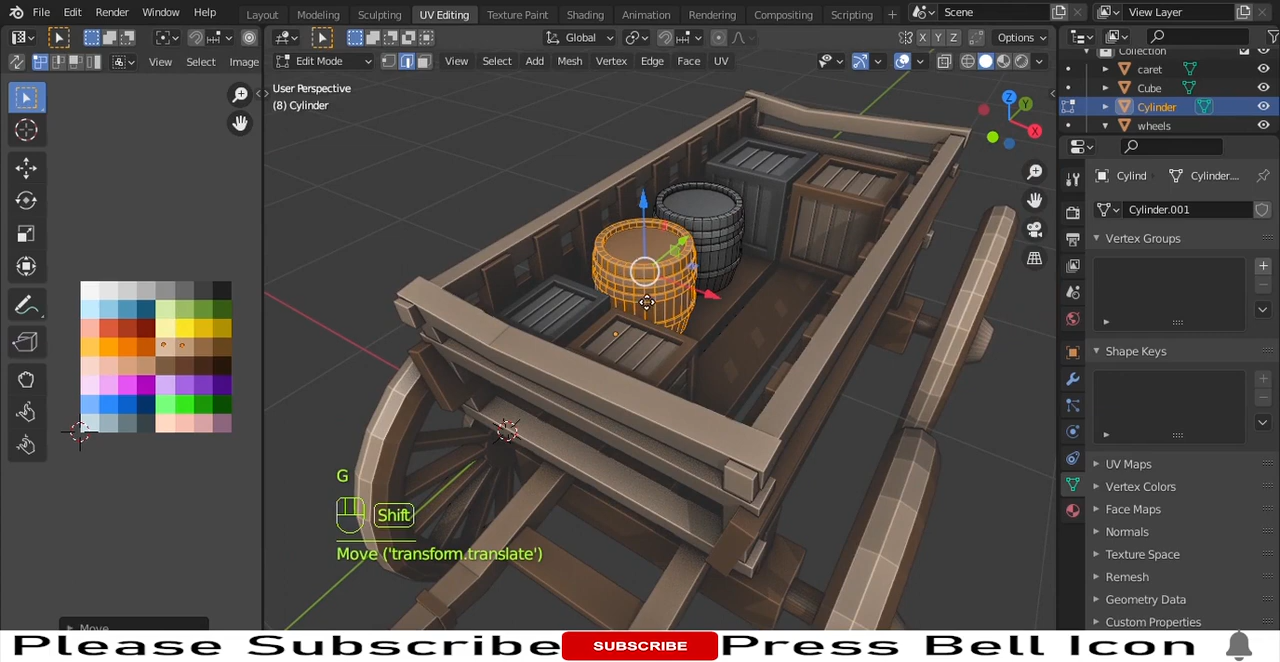 File Edit Render Window Help Layout Modeling Sculpting UV Editing Texture Paint Shading Animation Rendering Compositing Scripting + Scene View Layer
Global X Y Z Options
View Select Image Edit Mode View Select Add Mesh Vertex Edge Face UV
User Perspective
(8) Cylinder
Z
Y
X
Collection
caret
Cube
Cylinder
wheels
Cylind Cylinder....
Cylinder.001
Vertex Groups
Shape Keys
UV Maps
Vertex Colors
Face Maps
Normals
Texture Space
Remesh
Geometry Data
Custom Properties
G
Shift
Move ('transform.translate')
Move
Please Subscribe SUBSCRIBE Press Bell Icon